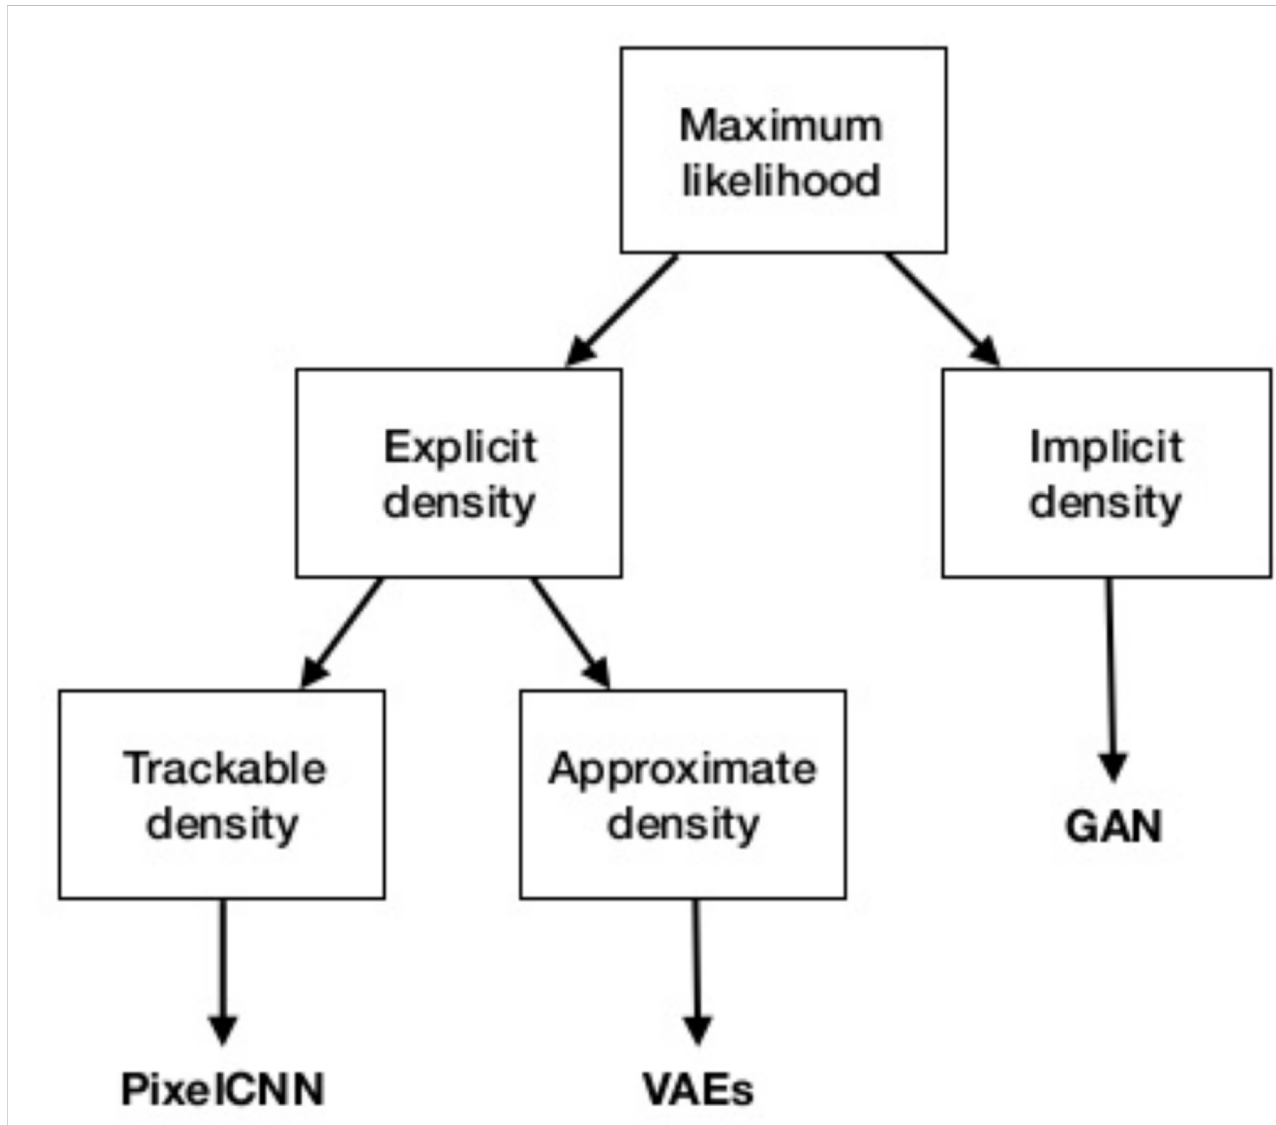 Maximum
likelihood
Explicit
density
Implicit
density
Trackable
density
Approximate
density
GAN
PixelCNN
VAEs